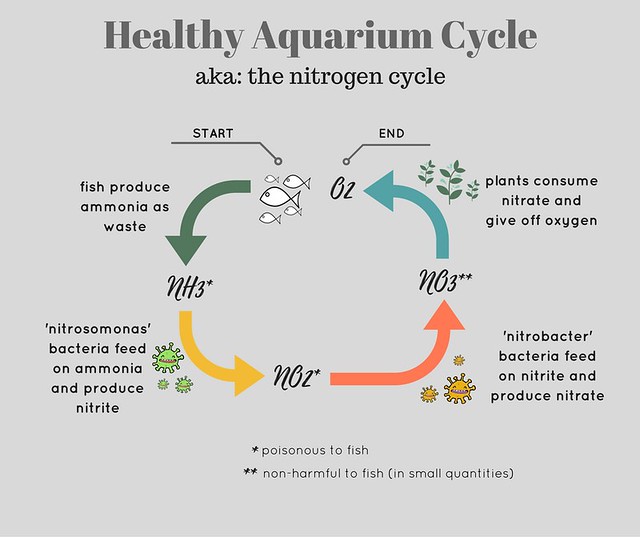 Healthy Aquarium Cycle
aka: the nitrogen cycle
START
END
fish produce
ammonia as
waste
O2
plants consume
nitrate and
give off oxygen
NH3*
NO3**
'nitrosomonas'
bacteria feed
on ammonia
and produce
nitrite
NO2*
'nitrobacter'
bacteria feed
on nitrite and
produce nitrate
* poisonous to fish
** non-harmful to fish (in small quantities)